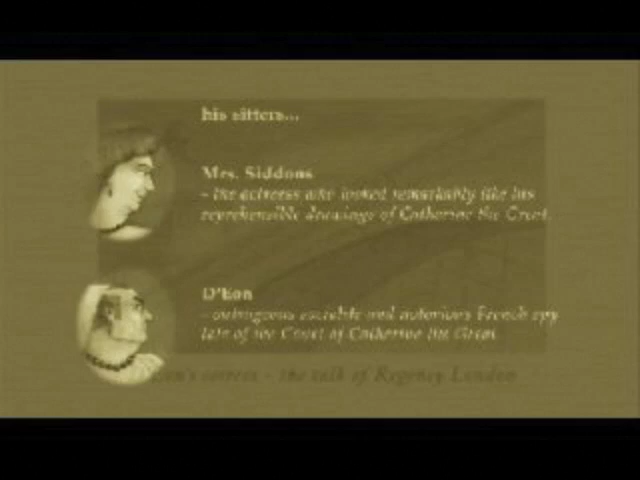 his sitters...
Mrs. Siddons
- the actress who looked remarkably like his
reprehensible drawings of Catherine the Great.
D'Eon
- outrageous socialite and notorious French spy
late of the Court of Catherine the Great
- the talk of Regency London